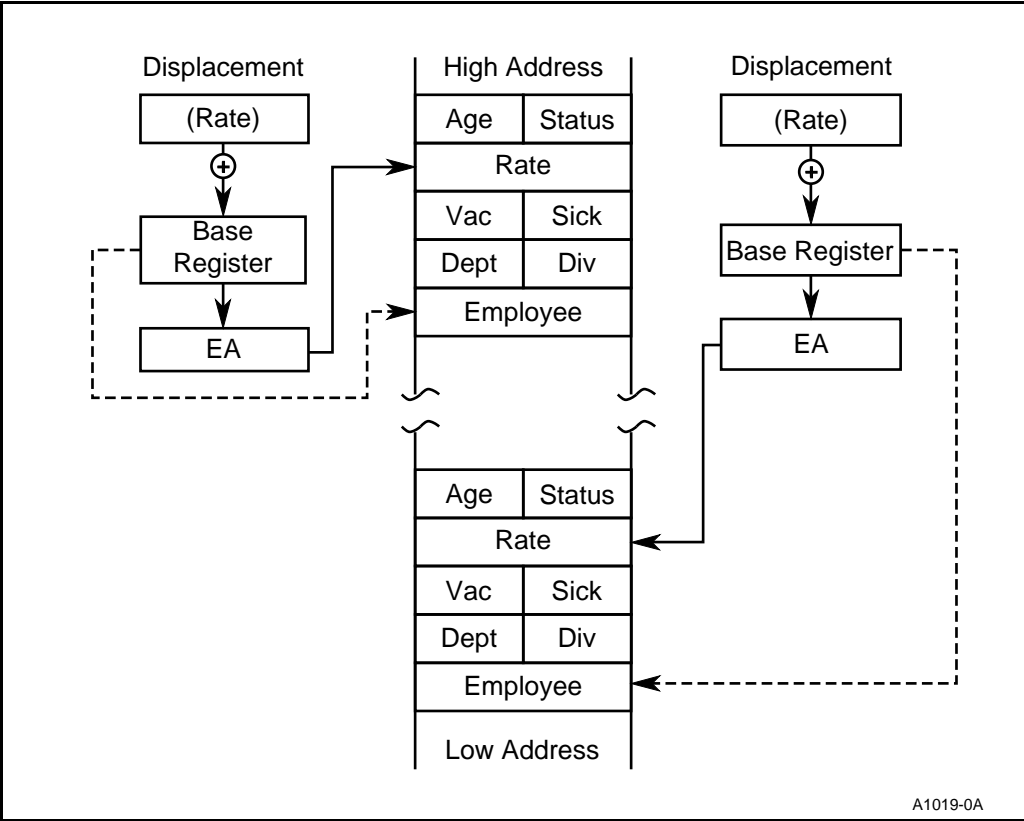 Displacement
(Rate)
Base
Register
EA
High Address
Age Status
Rate
Vac Sick
Dept Div
Employee
Age Status
Rate
Vac Sick
Dept Div
Employee
Low Address
Displacement
(Rate)
Base Register
EA
A1019-0A